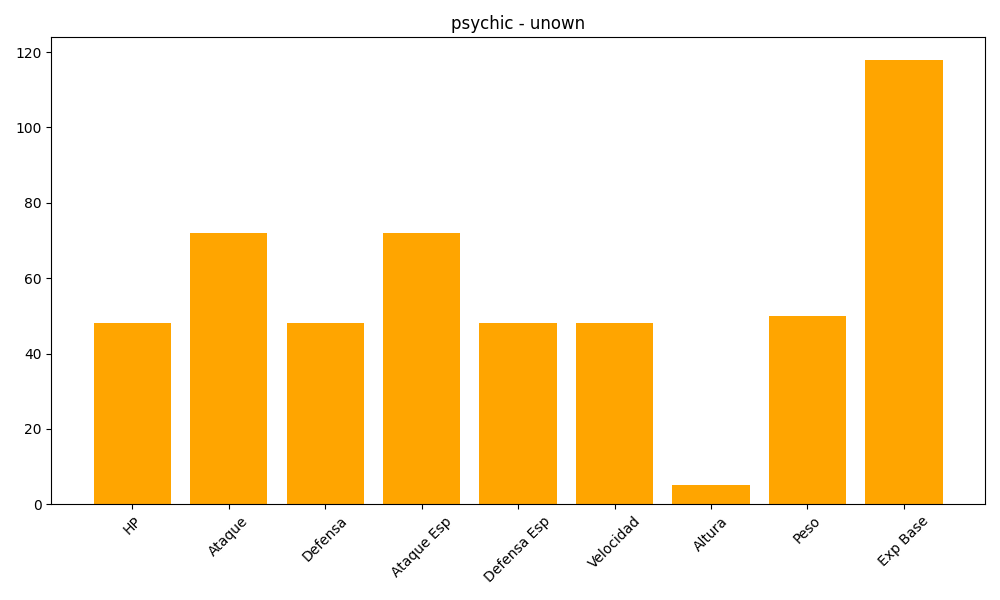 psychic - unown
120
100
80
60
40
20
0
HP
Ataque
Defensa
Ataque Esp
Defensa Esp
Velocidad
Altura
Peso
Exp Base